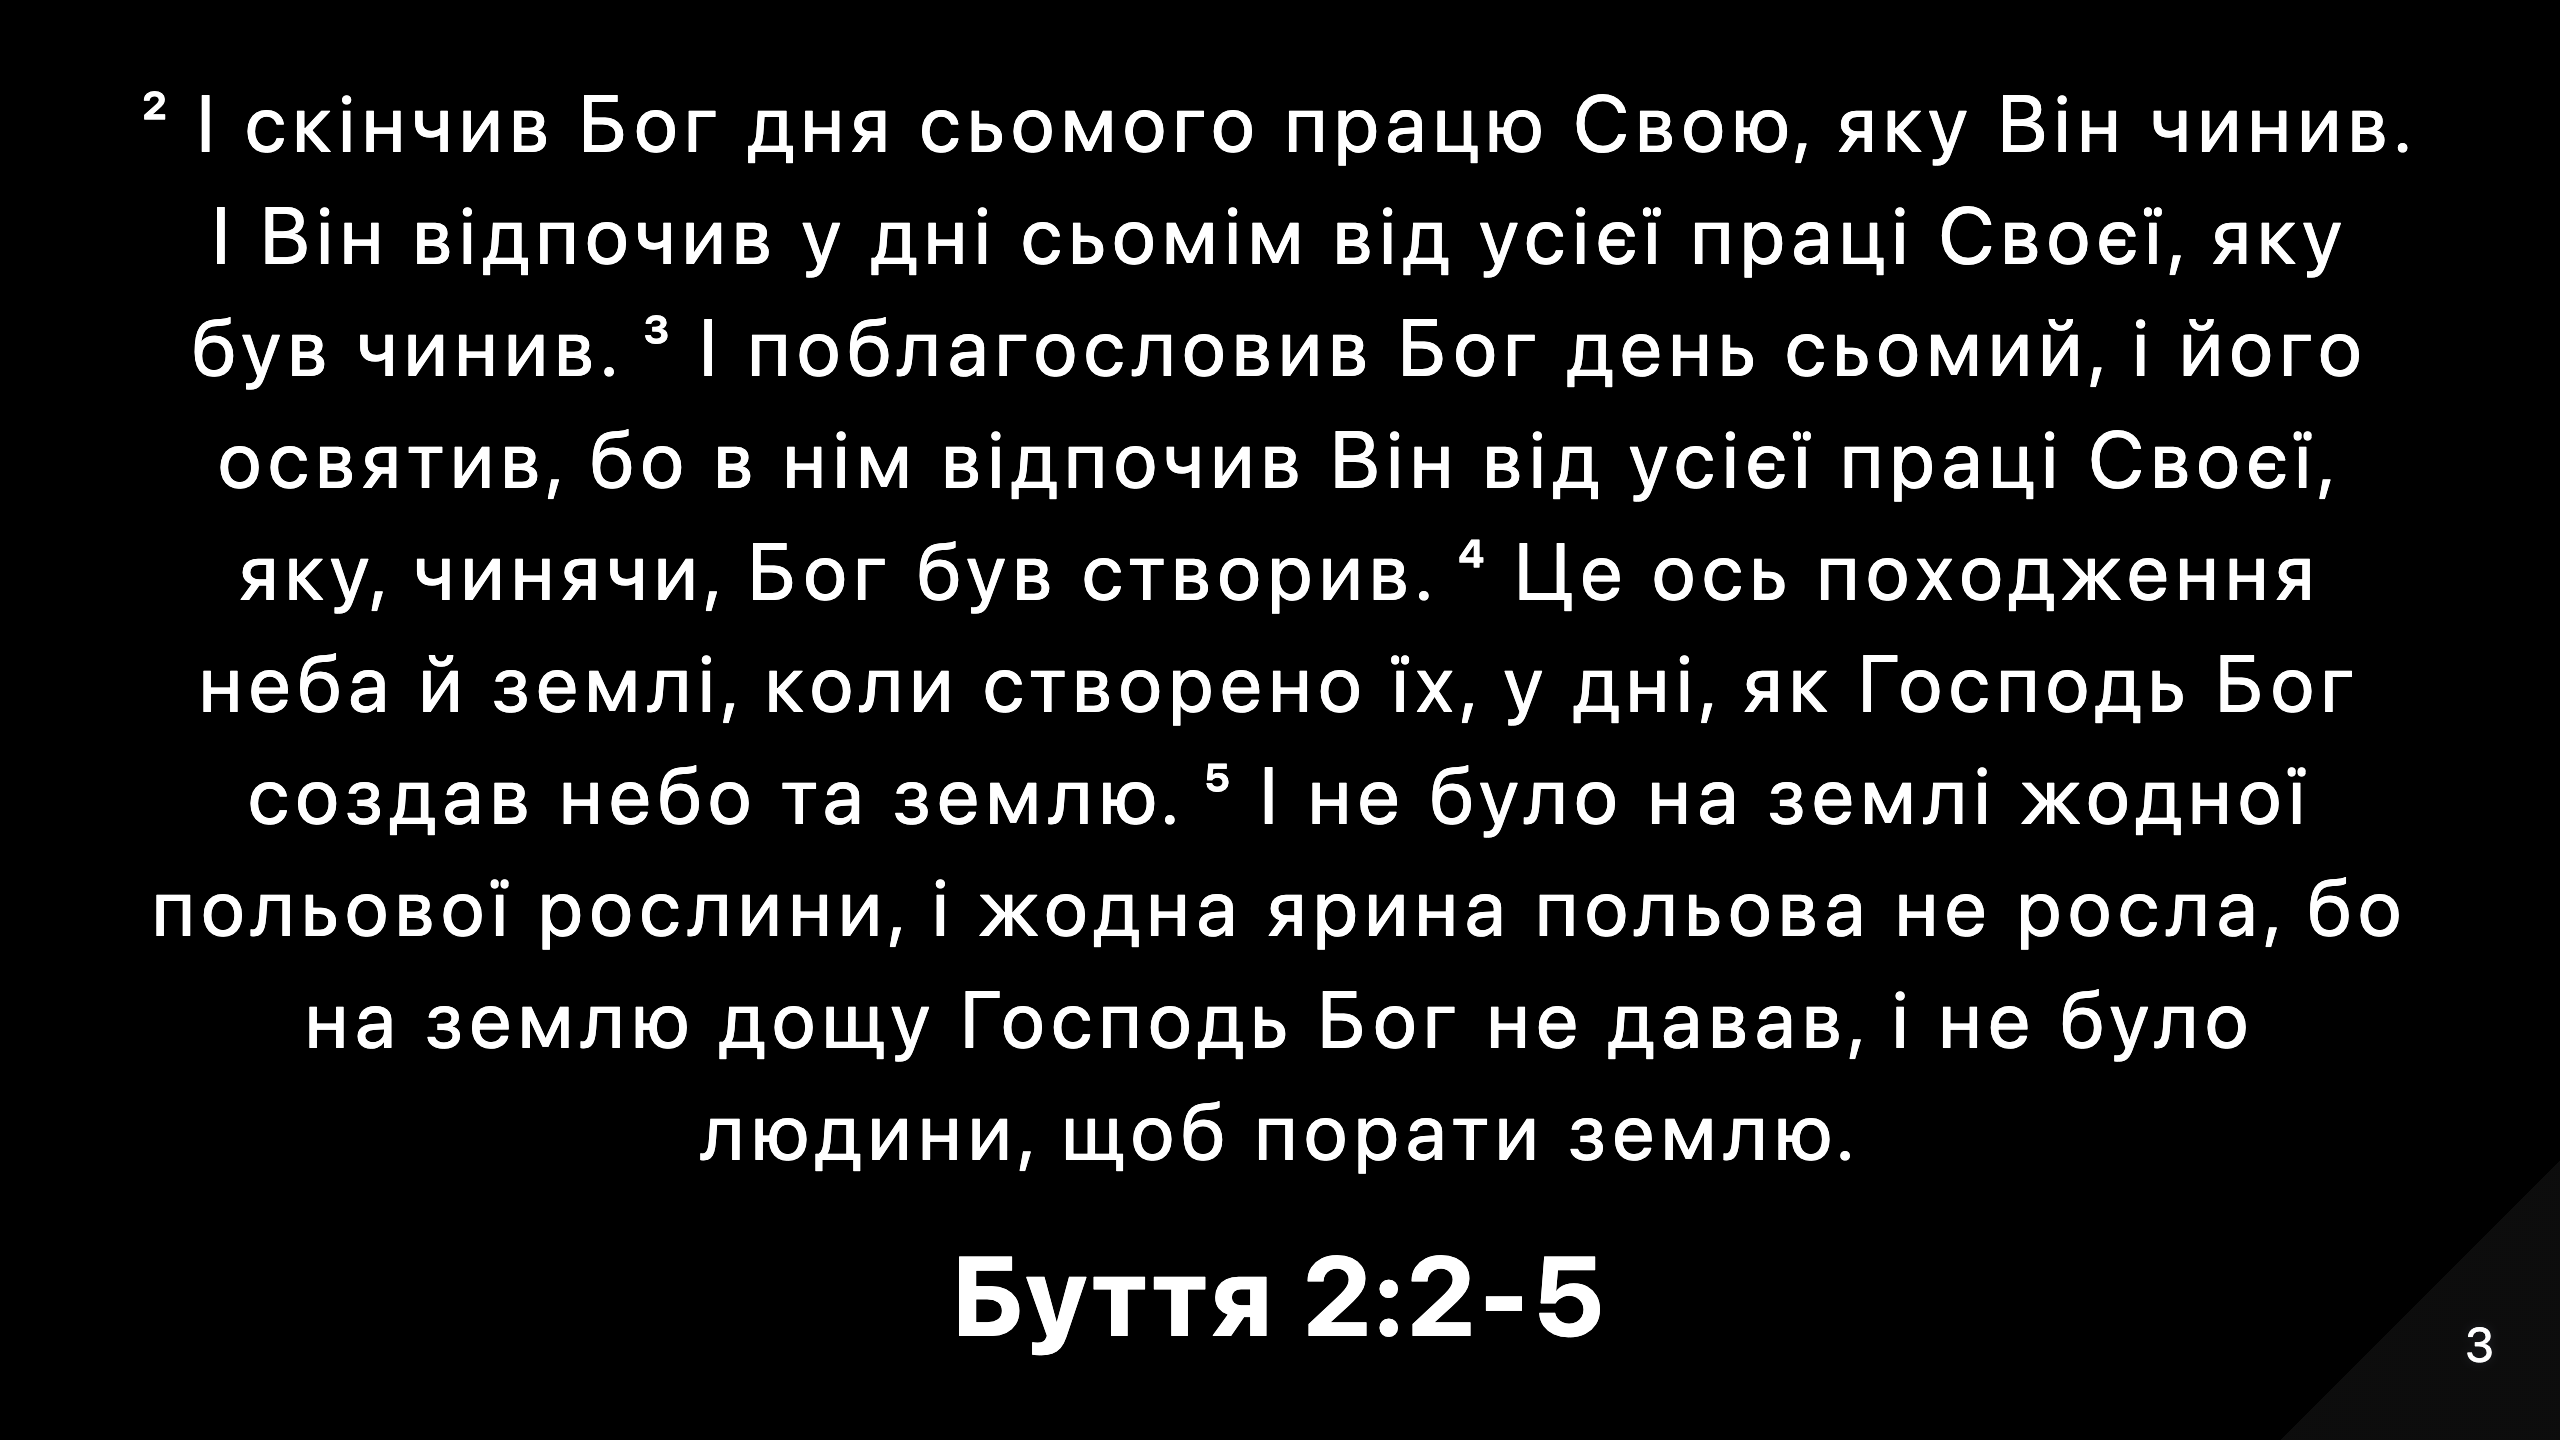 ² І скінчив Бог дня сьомого працю Свою, яку Він чинив.
І Він відпочив у дні сьомім від усієї праці Своєї, яку
був чинив. ³ І поблагословив Бог день сьомий, і його
освятив, бо в нім відпочив Він від усієї праці Своєї,
яку, чинячи, Бог був створив. ⁴ Це ось походження
неба й землі, коли створено їх, у дні, як Господь Бог
создав небо та землю. ⁵ І не було на землі жодної
польової рослини, і жодна ярина польова не росла, бо
на землю дощу Господь Бог не давав, і не було
людини, щоб порати землю.
Буття 2:2-5
3